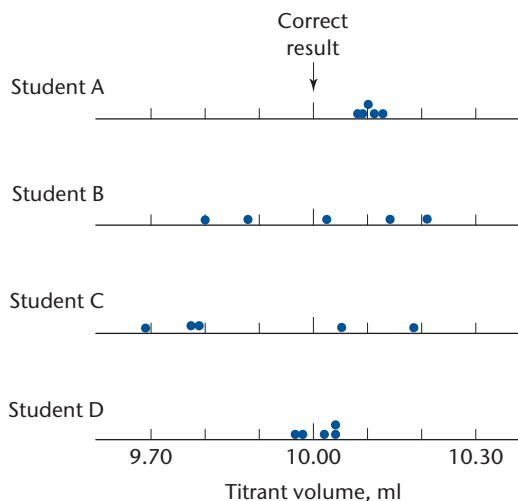 Correct
result
Student A
Student B
Student C
Student D
9.70 10.00 10.30
Titrant volume, ml